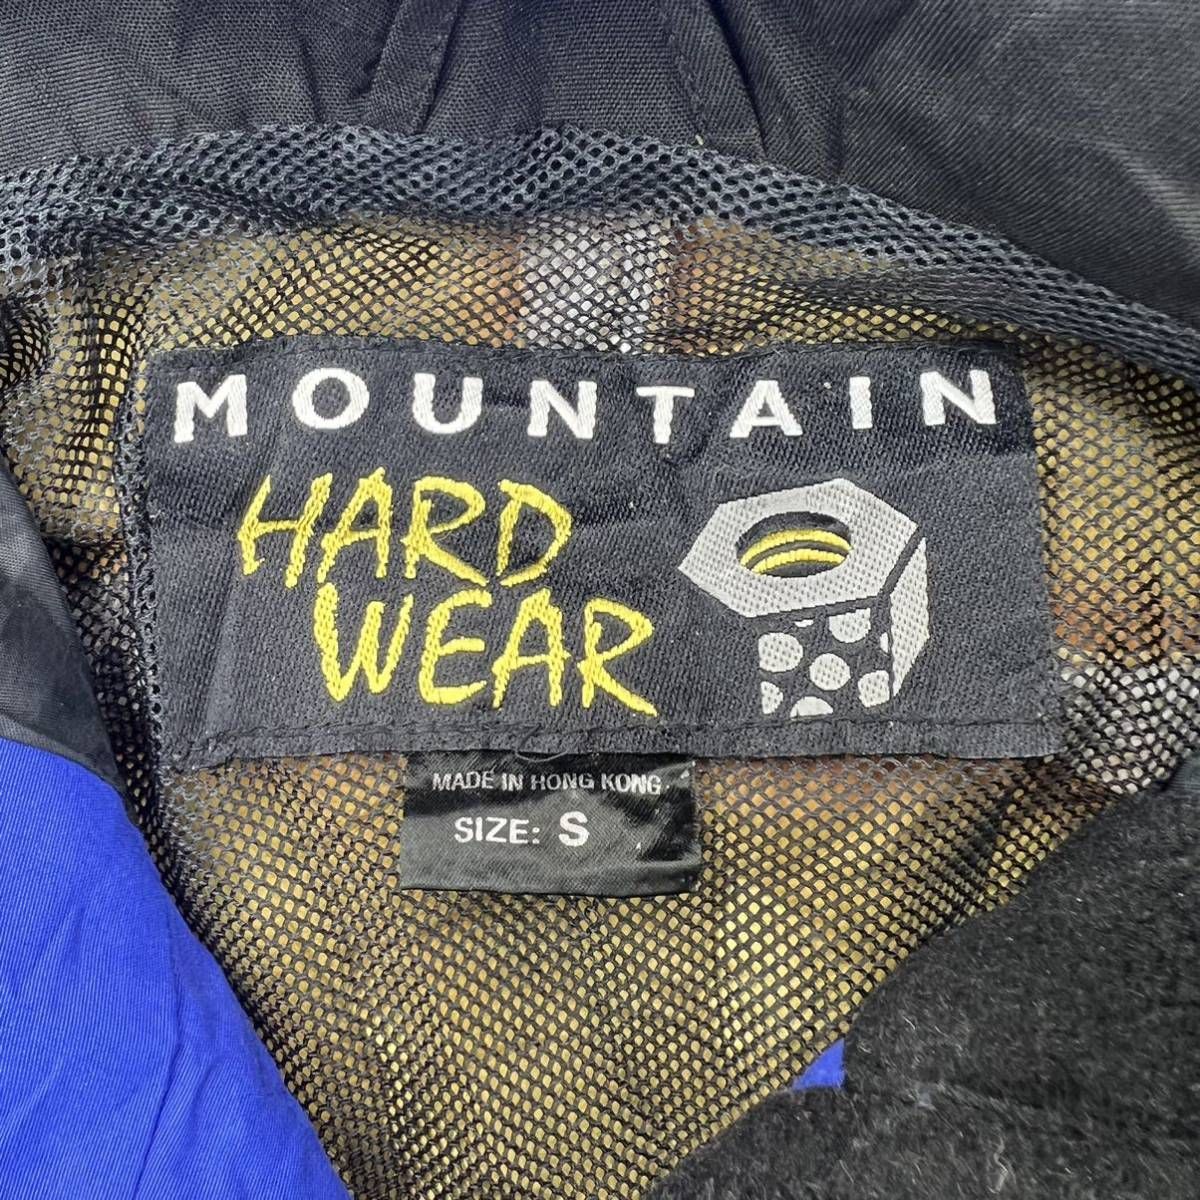 MOUNTAIN
HARD
WEAR
MADE IN HONG KONG
SIZE: S